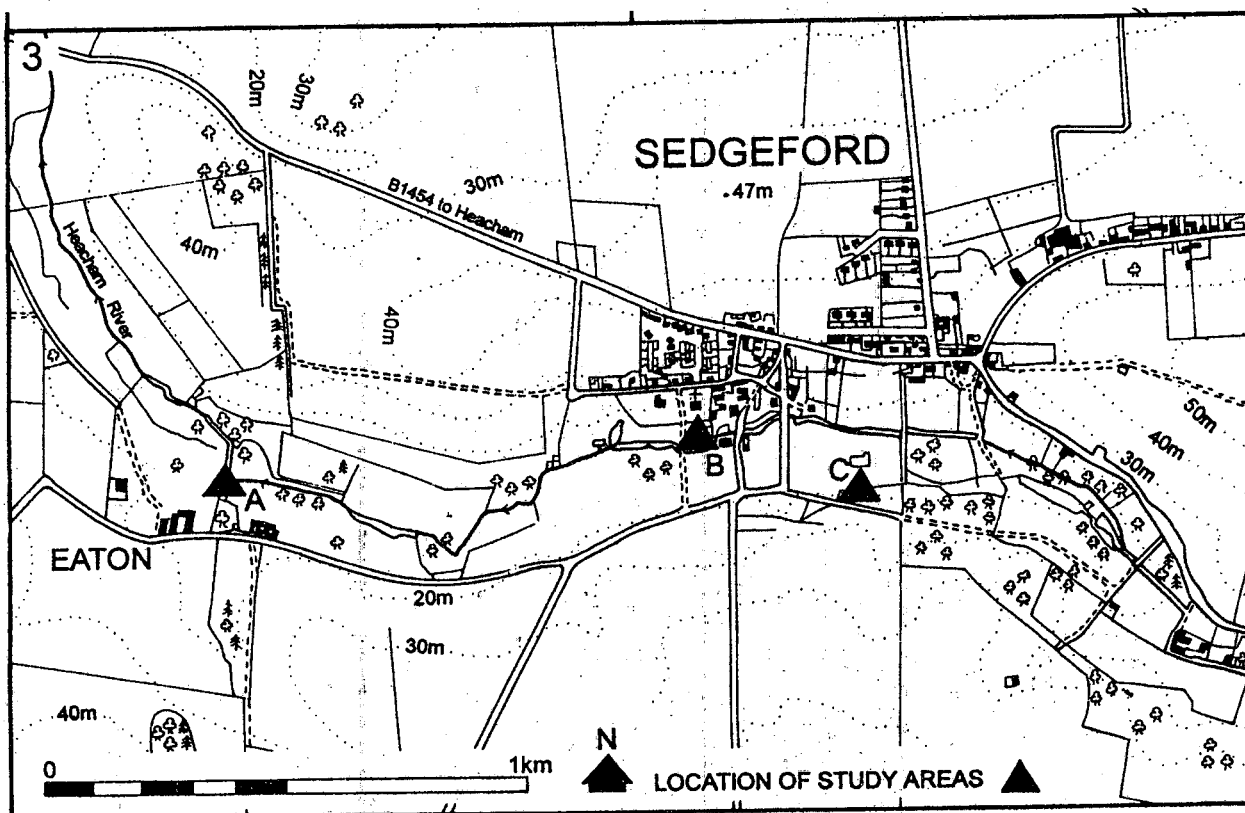 3
20m
30m
SEDGEFORD
.47m
B1454 to Heacham
30m
40m
Heacham River
40m
50m
40m
30m
B
C
A
EATON
20m
30m
40m
N
0
1km
LOCATION OF STUDY AREAS